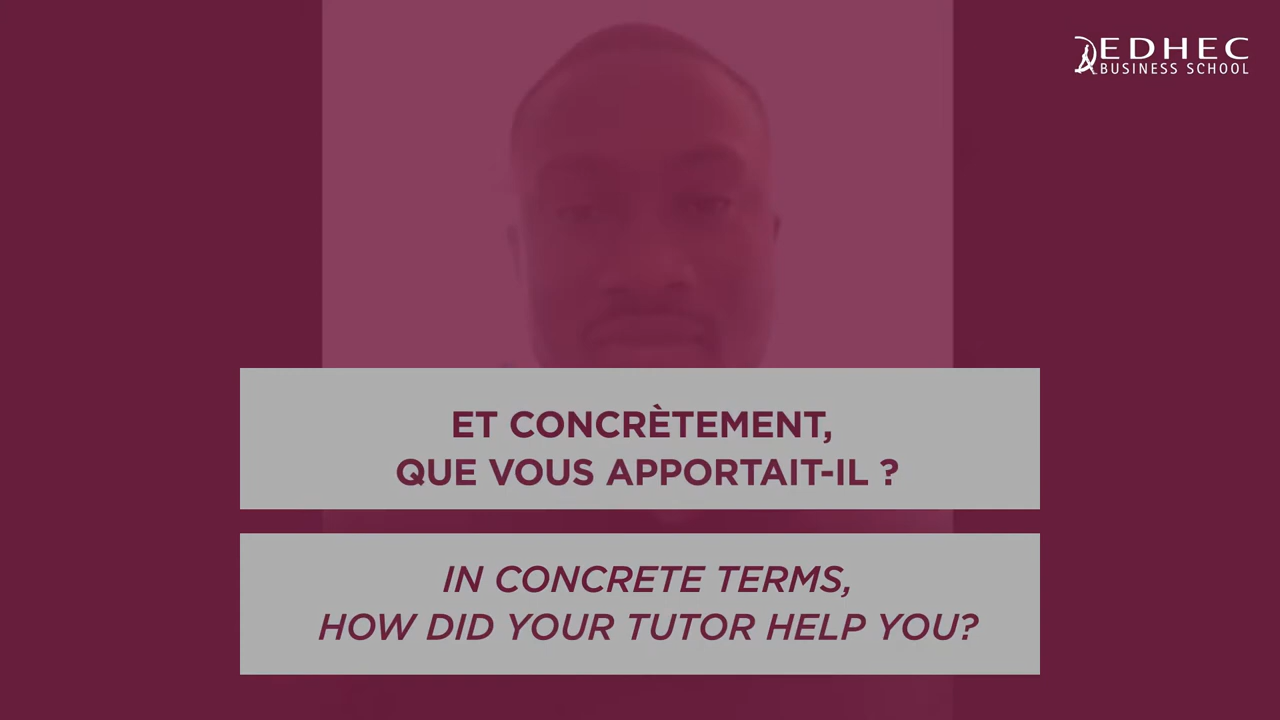 EDHEC
BUSINESS SCHOOL
ET CONCRÈTEMENT,
QUE VOUS APPORTAIT-IL ?
IN CONCRETE TERMS,
HOW DID YOUR TUTOR HELP YOU?